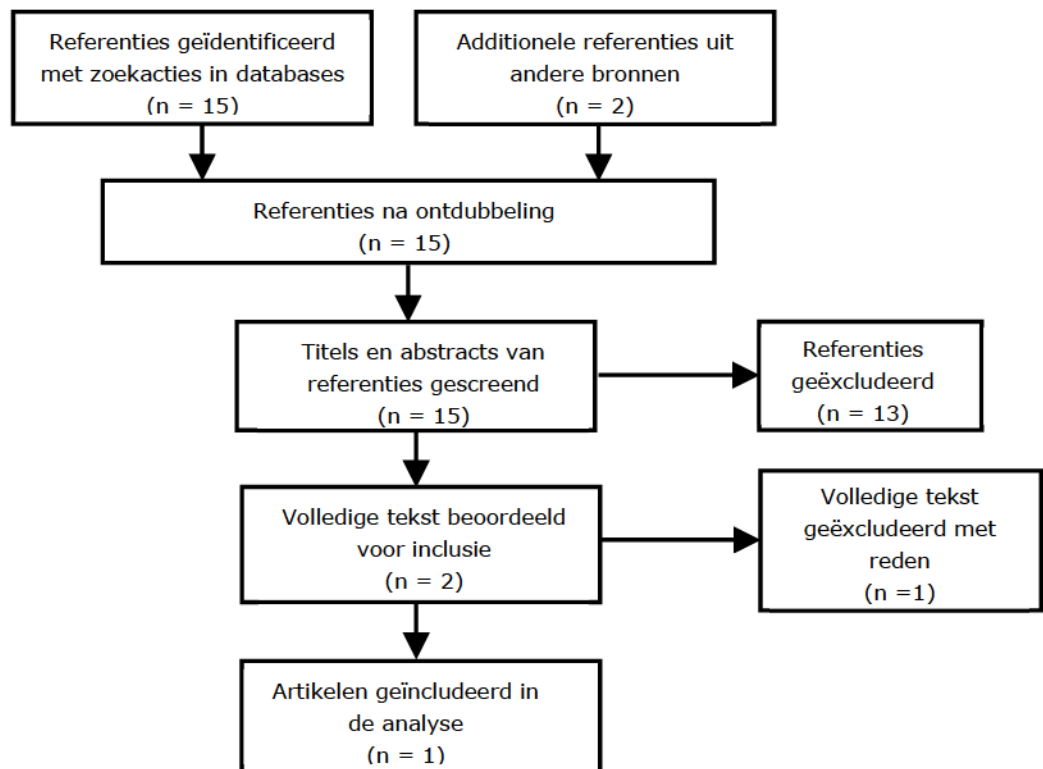 Referenties geïdentificeerd
met zoekacties in databases
(n = 15)
Additionele referenties uit
andere bronnen
(n = 2)
Referenties na ontdubbeling
(n = 15)
Titels en abstracts van
referenties gescreend
(n = 15)
Referenties
geëxcludeerd
(n = 13)
Volledige tekst beoordeeld
voor inclusie
(n = 2)
Volledige tekst
geëxcludeerd met
reden
(n =1)
Artikelen geïncludeerd in
de analyse
(n = 1)